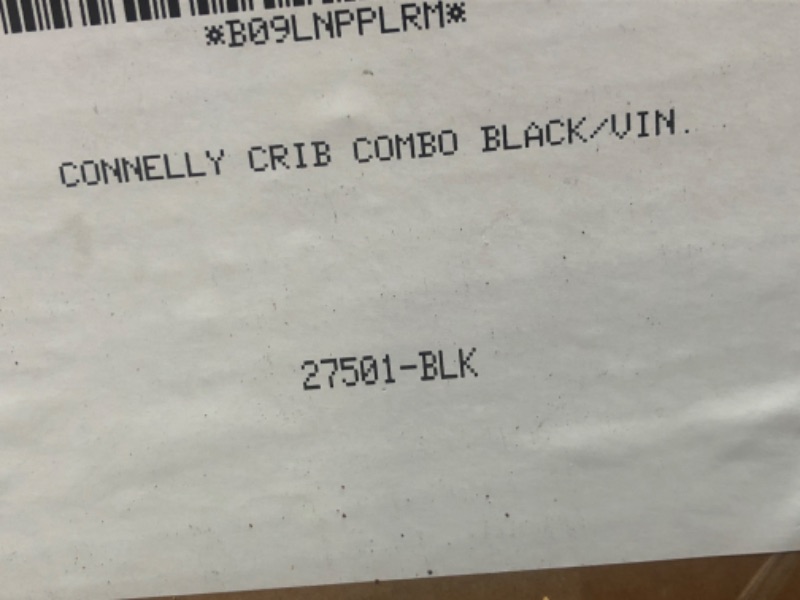 *B09LNPPLRM*
CONNELLY CRIB COMBO BLACK/VIN.
27501-BLK